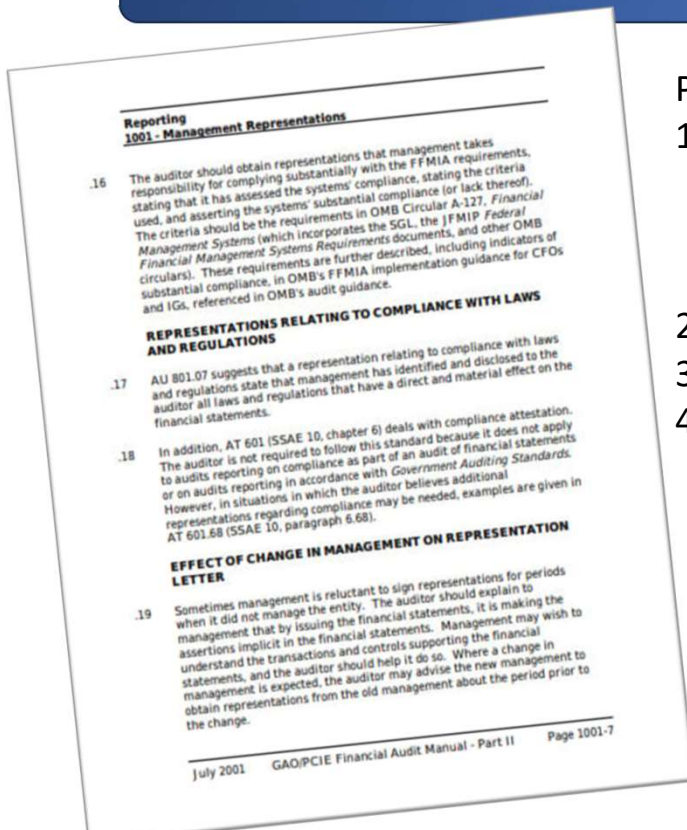 Reporting
1001 - Management Representations
.16 The auditor should obtain representations that management takes
responsibility for complying substantially with the FFMIA requirements,
stating that it has assessed the systems' compliance, stating the criteria
used, and asserting the systems' substantial compliance (or lack thereof).
The criteria should be the requirements in OMB Circular A-127, Financial
Management Systems (which incorporates the SGL, the JFMIP Federal
Financial Management Systems Requirements documents, and other OMB
circulars). These requirements are further described, including indicators of
substantial compliance, in OMB's FFMIA implementation guidance for CFOs
and IGs, referenced in OMB's audit guidance.
REPRESENTATIONS RELATING TO COMPLIANCE WITH LAWS
AND REGULATIONS
.17 AU 801.07 suggests that a representation relating to compliance with laws
and regulations state that management has identified and disclosed to the
auditor all laws and regulations that have a direct and material effect on the
financial statements.
.18 In addition, AT 601 (SSAE 10, chapter 6) deals with compliance attestation.
The auditor is not required to follow this standard because it does not apply
to audits reporting on compliance as part of an audit of financial statements
or on audits reporting in accordance with Government Auditing Standards.
However, in situations in which the auditor believes additional
representations regarding compliance may be needed, examples are given in
AT 601.68 (SSAE 10, paragraph 6.68).
EFFECT OF CHANGE IN MANAGEMENT ON REPRESENTATION
LETTER
.19 Sometimes management is reluctant to sign representations for periods
when it did not manage the entity. The auditor should explain to
management that by issuing the financial statements, it is making the
assertions implicit in the financial statements. Management may wish to
understand the transactions and controls supporting the financial
statements, and the auditor should help it do so. Where a change in
management is expected, the auditor may advise the new management to
obtain representations from the old management about the period prior to
the change.
July 2001 GAO/PCIE Financial Audit Manual - Part II Page 1001-7
2
3
4